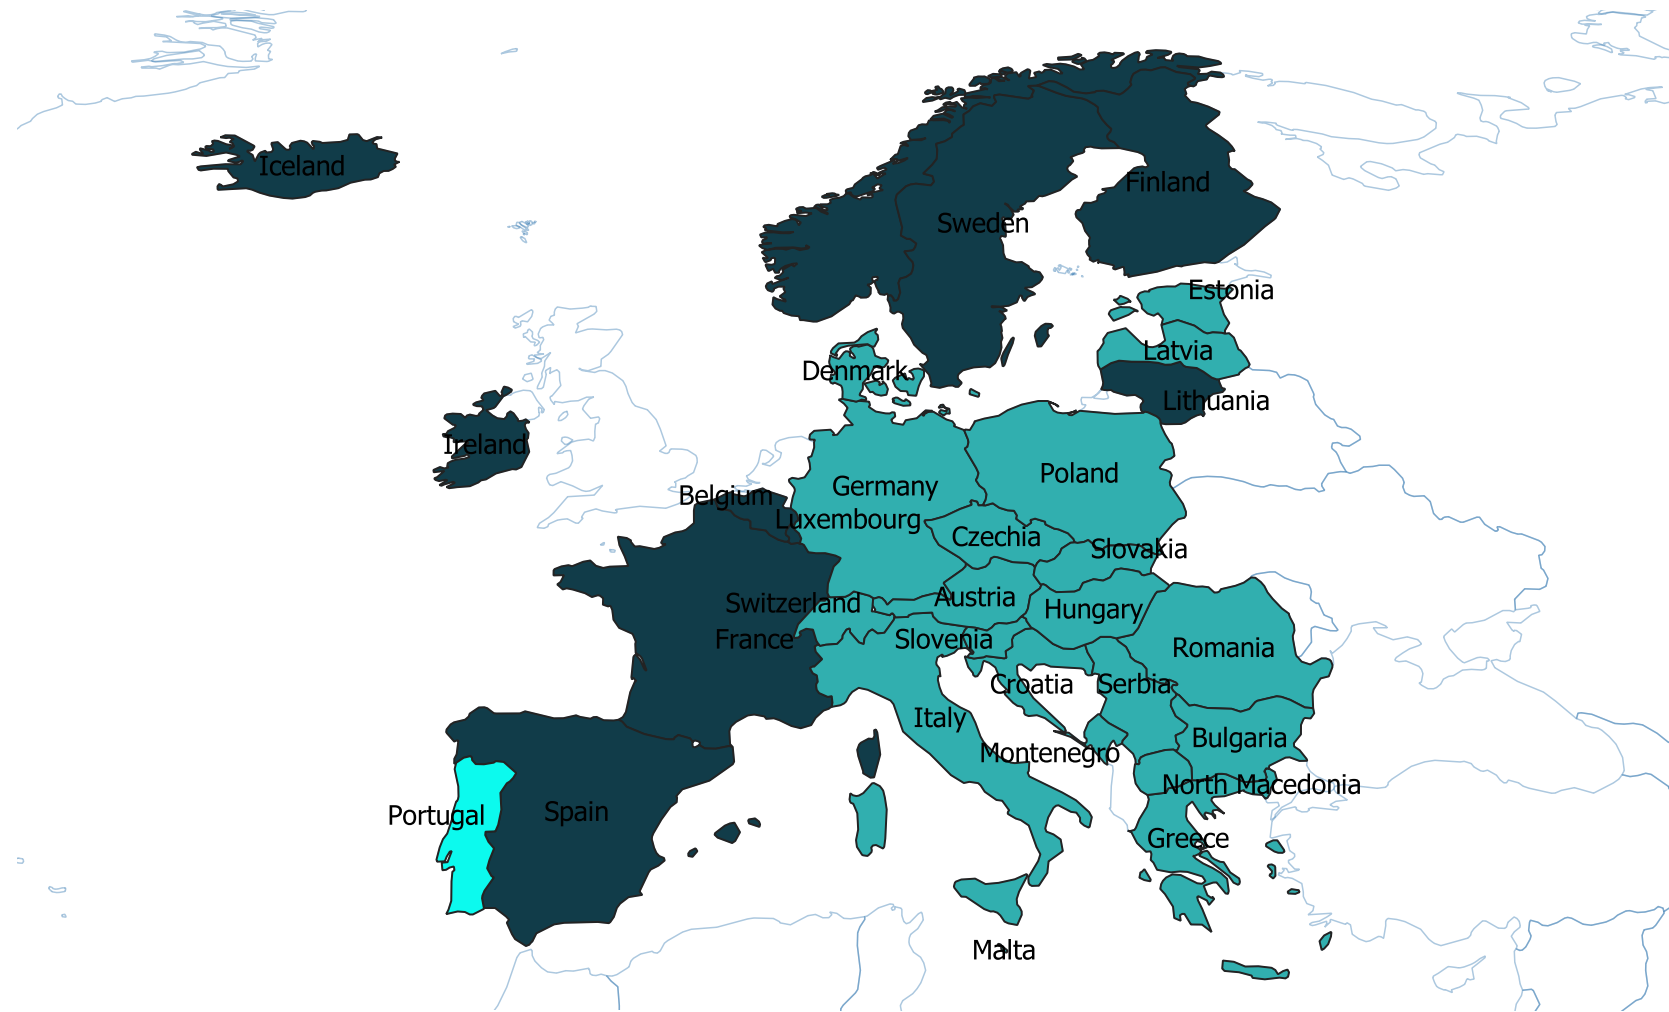 Iceland
Finland
Sweden
Estonia
Latvia
Denmark
Lithuania
Ireland
Poland
Germany
Belgium
Luxembourg
Czechia
Slovakia
Austria
Switzerland
Hungary
France
Slovenia
Romania
Croatia
Serbia
Italy
Bulgaria
Montenegro
North Macedonia
Spain
Portugal
Greece
Malta